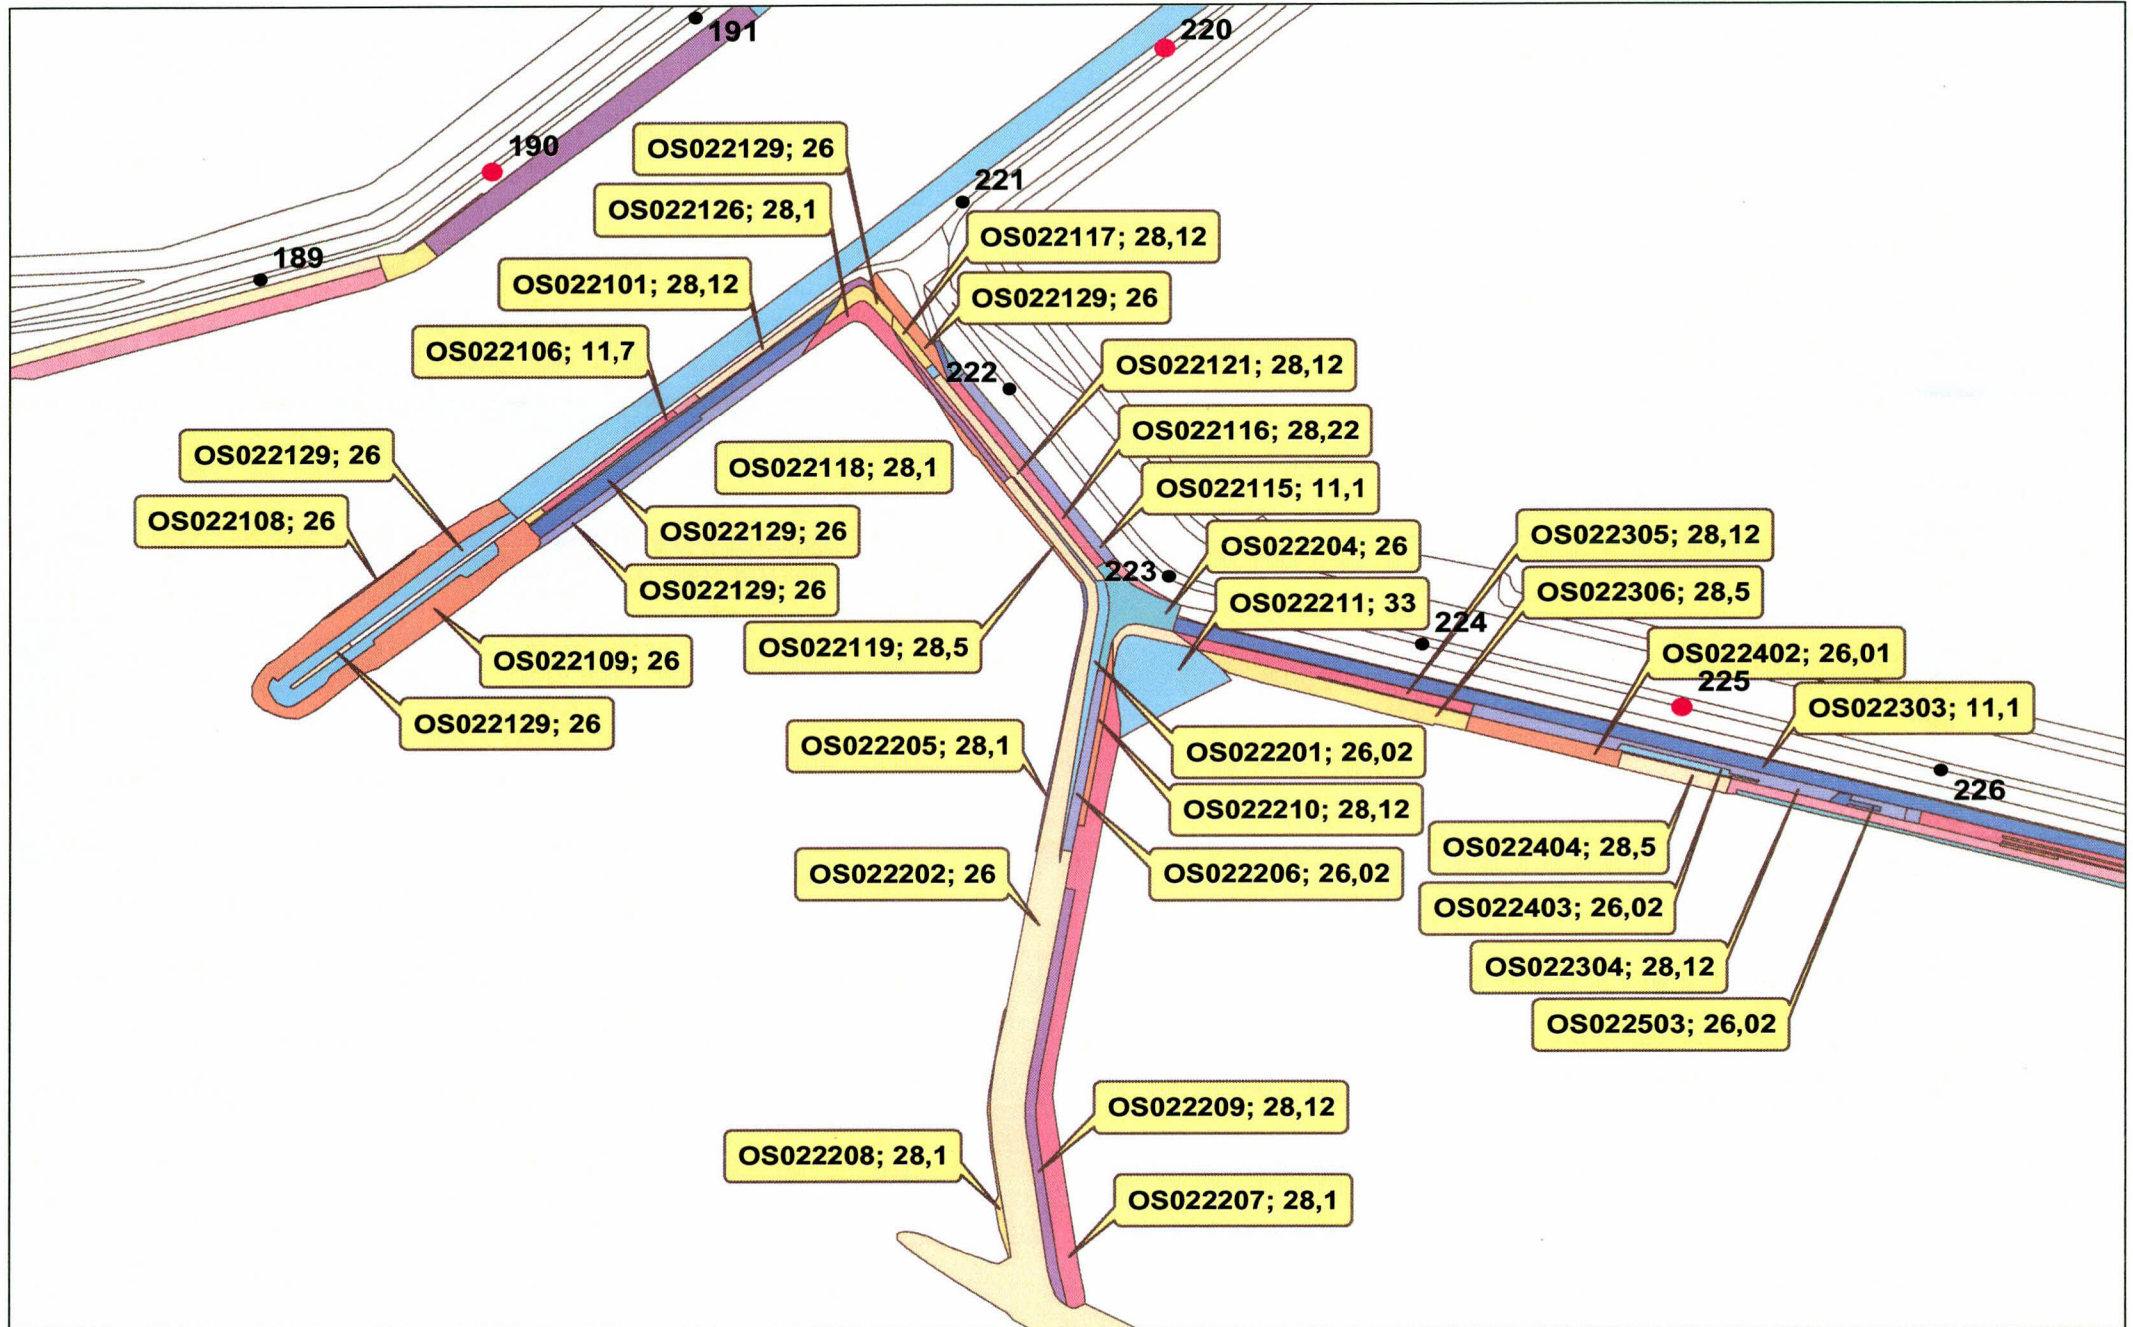 191
220
190
OS022129; 26
221
OS022126; 28,1
OS022117; 28,12
189
OS022101; 28,12
OS022129; 26
OS022106; 11,7
OS022121; 28,12
222
OS022116; 28,22
OS022129; 26
OS022118; 28,1
OS022115; 11,1
OS022108; 26
OS022129; 26
OS022204; 26
OS022305; 28,12
223
OS022129; 26
OS022211; 33
OS022306; 28,5
224
OS022119; 28,5
OS022109; 26
OS022402; 26,01
225
OS022303; 11,1
OS022129; 26
OS022205; 28,1
OS022201; 26,02
226
OS022210; 28,12
OS022404; 28,5
OS022202; 26
OS022206; 26,02
OS022403; 26,02
OS022304; 28,12
OS022503; 26,02
OS022209; 28,12
OS022208; 28,1
OS022207; 28,1